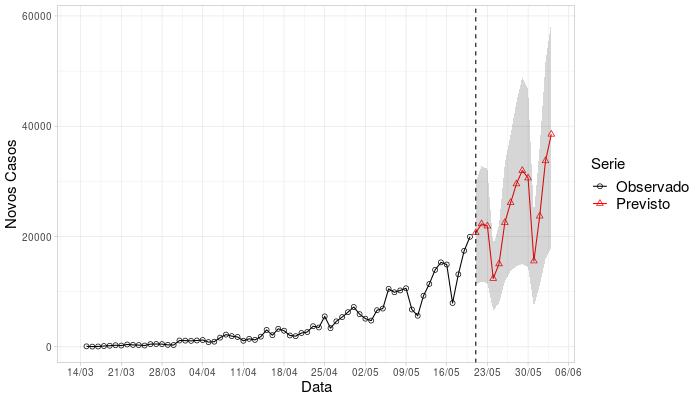 60000
40000
20000
0
Novos Casos
14/03 21/03 28/03 04/04 11/04 18/04 25/04 02/05 09/05 16/05 23/05 30/05 06/06
Data
Serie
Observado
Previsto